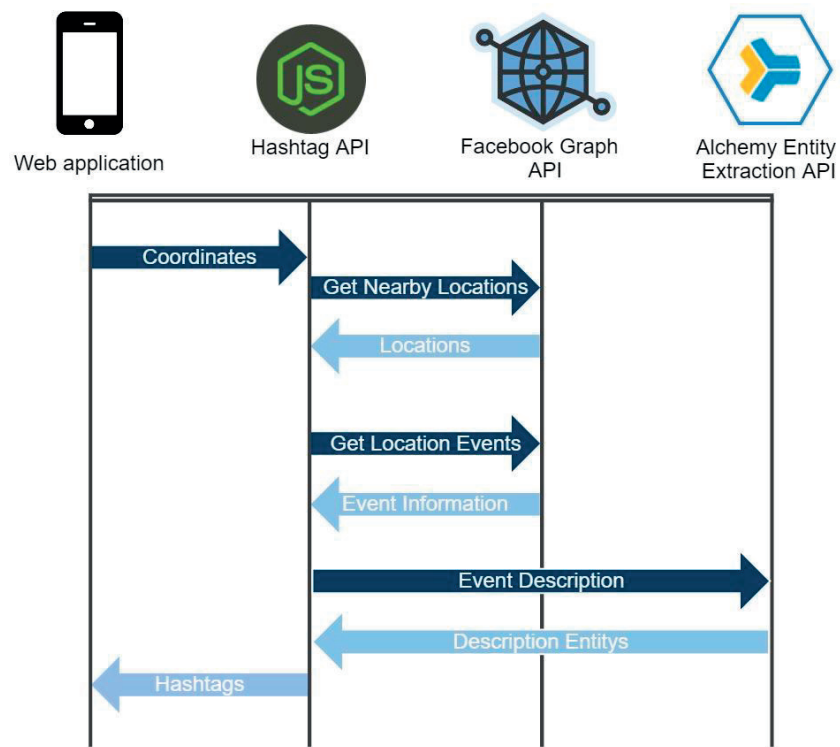 JS
Web application
Hashtag API
Facebook Graph
API
Alchemy Entity
Extraction API
Coordinates
Get Nearby Locations
Locations
Get Location Events
Event Information
Event Description
Description Entitys
Hashtags